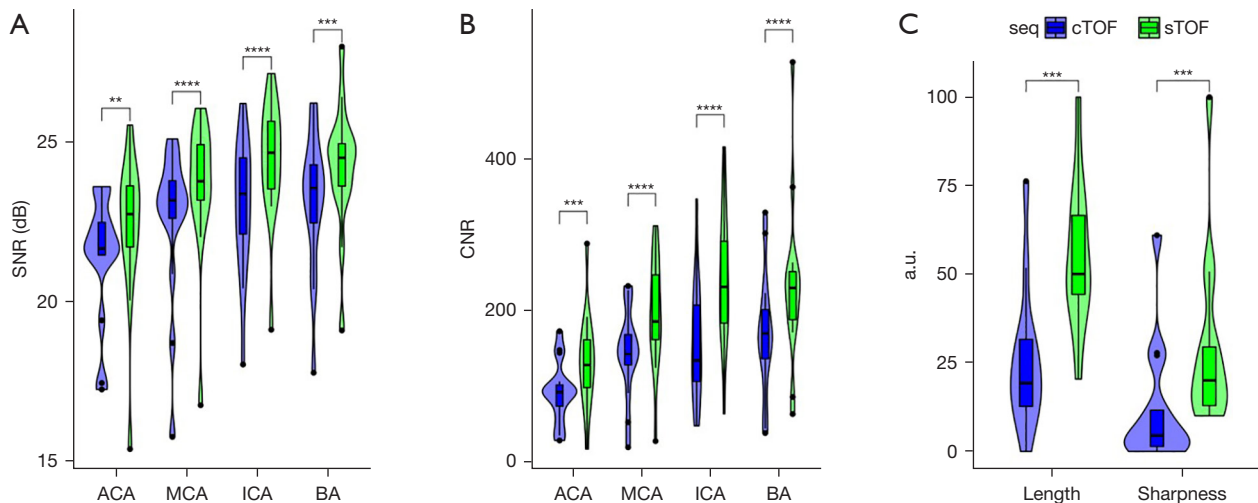 A
SNR (dB)
25
20
15
**
****
****
***
ACA MCA ICA BA
B
CNR
400
200
0
***
****
****
****
ACA MCA ICA BA
C
seq cTOF sTOF
a.u.
100
75
50
25
0
***
***
Length Sharpness